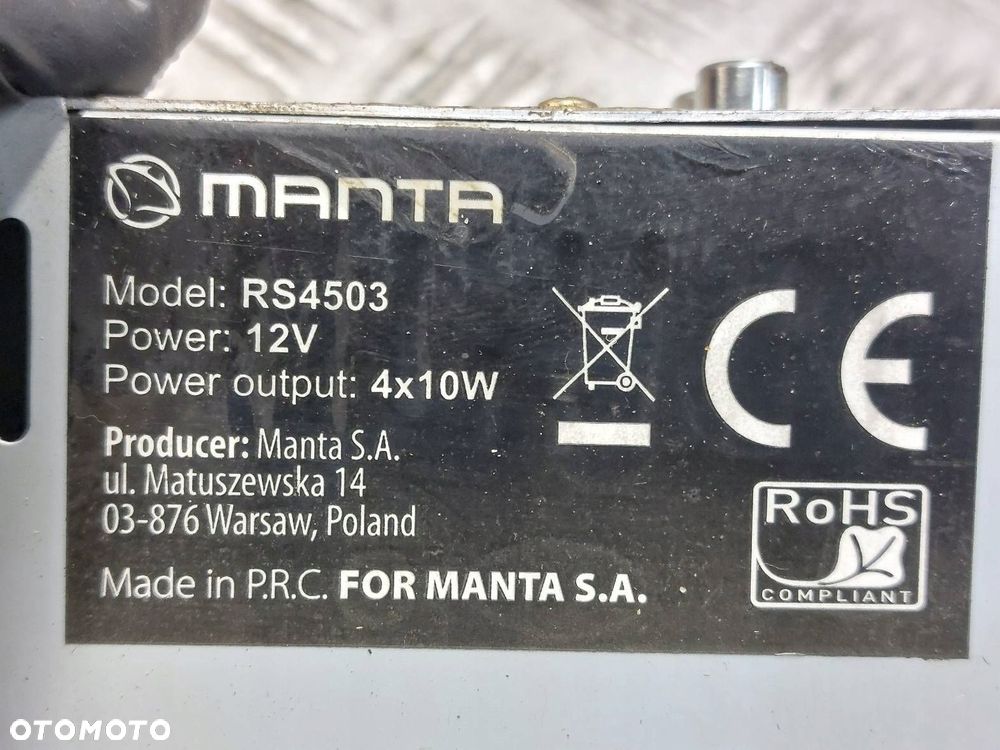 MANTA
Model: RS4503
Power: 12V
Power output: 4x10W
Producer: Manta S.A.
ul. Matuszewska 14
03-876 Warsaw, Poland
Made in P.R.C. FOR MANTA S.A.
CE
RoHS
COMPLIANT
OTOMOTO